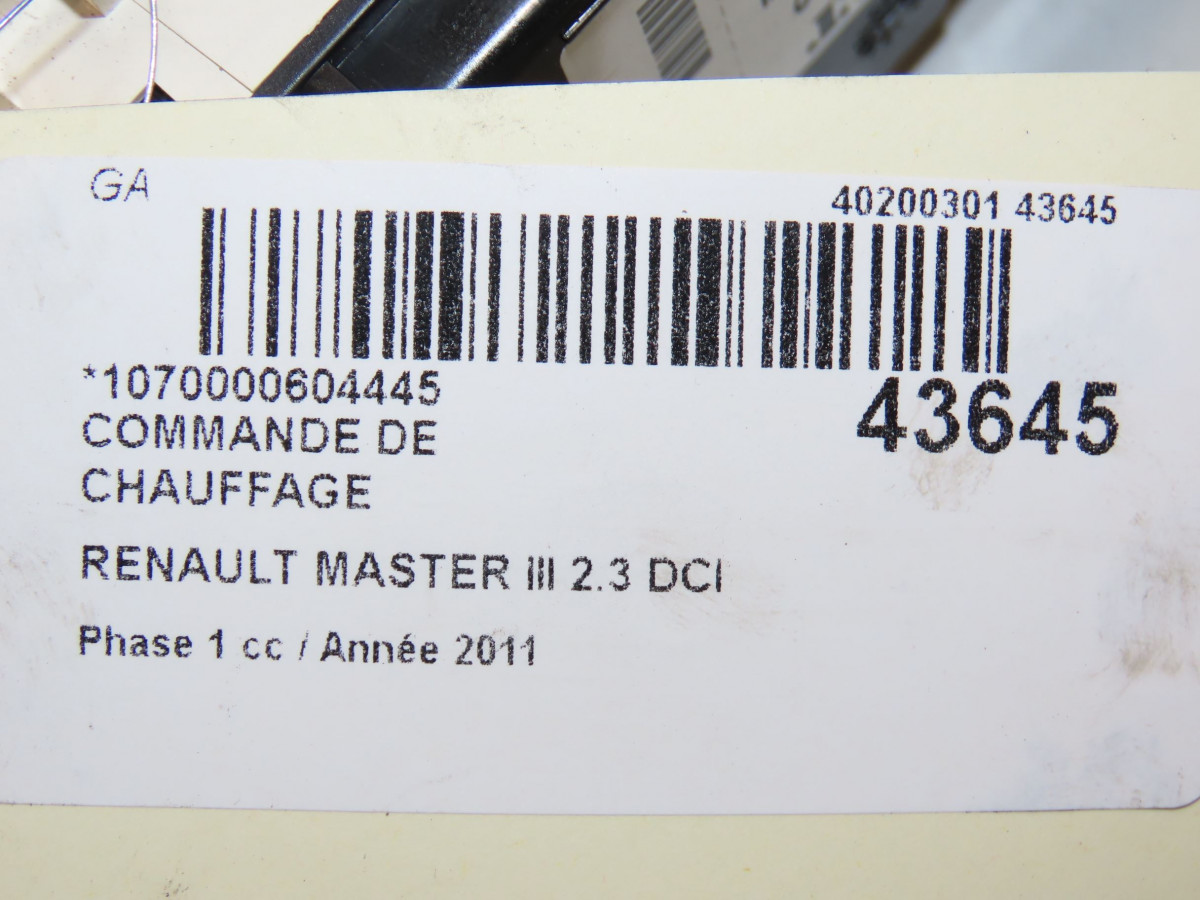 GA
40200301 43645
*1070000604445
43645
COMMANDE DE
CHAUFFAGE
RENAULT MASTER III 2.3 DCI
Phase 1 cc / Année 2011